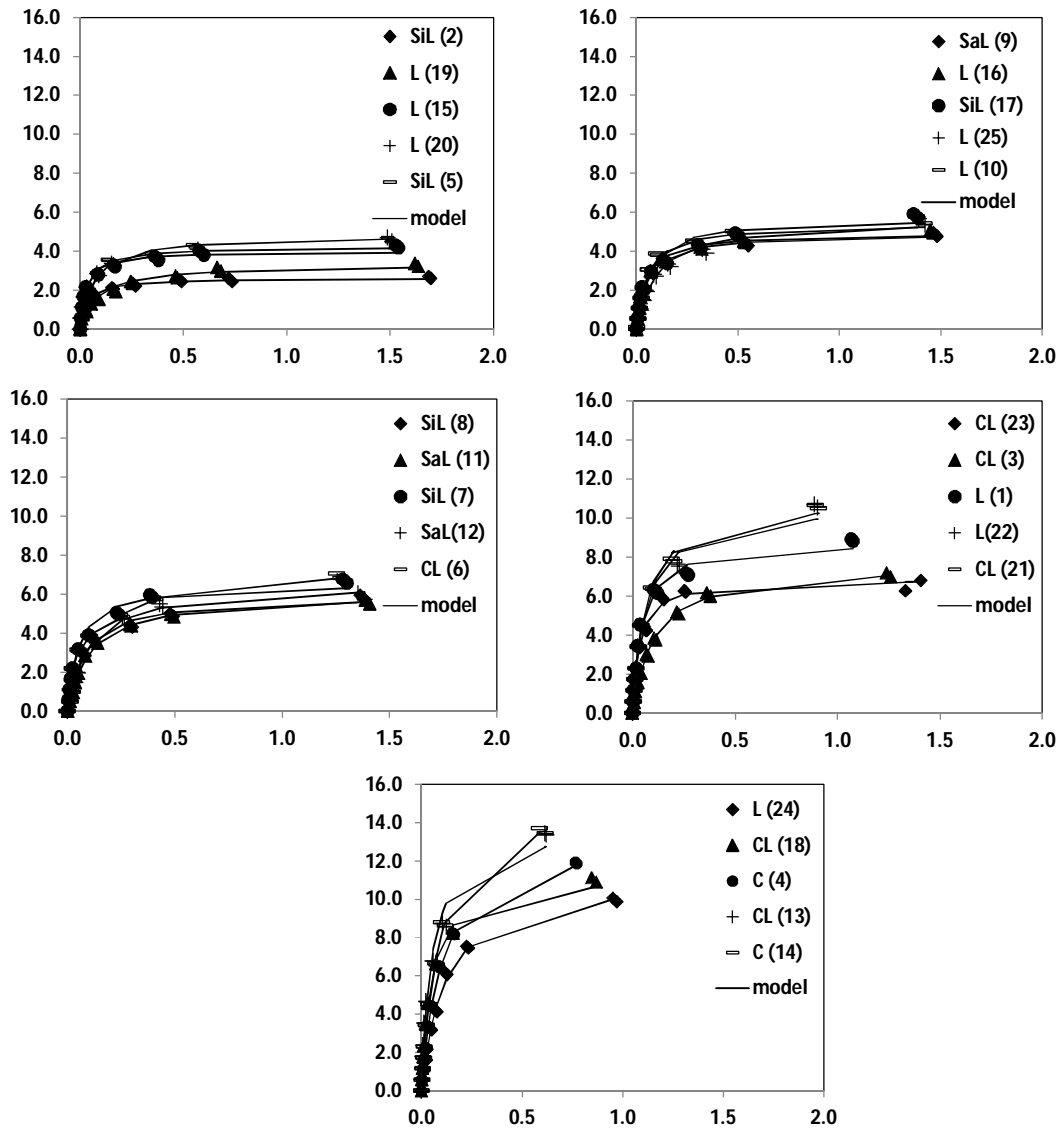 16.0
14.0
12.0
10.0
8.0
6.0
4.0
2.0
0.0
0.0 0.5 1.0 1.5 2.0
SiL (2)
L (19)
L (15)
L (20)
SiL (5)
model
16.0
14.0
12.0
10.0
8.0
6.0
4.0
2.0
0.0
0.0 0.5 1.0 1.5 2.0
SaL (9)
L (16)
SiL (17)
L (25)
L (10)
model
16.0
14.0
12.0
10.0
8.0
6.0
4.0
2.0
0.0
0.0 0.5 1.0 1.5 2.0
SiL (8)
SaL (11)
SiL (7)
SaL(12)
CL (6)
model
16.0
14.0
12.0
10.0
8.0
6.0
4.0
2.0
0.0
0.0 0.5 1.0 1.5 2.0
CL (23)
CL (3)
L (1)
L(22)
CL (21)
model
16.0
14.0
12.0
10.0
8.0
6.0
4.0
2.0
0.0
0.0 0.5 1.0 1.5 2.0
L (24)
CL (18)
C (4)
CL (13)
C (14)
model